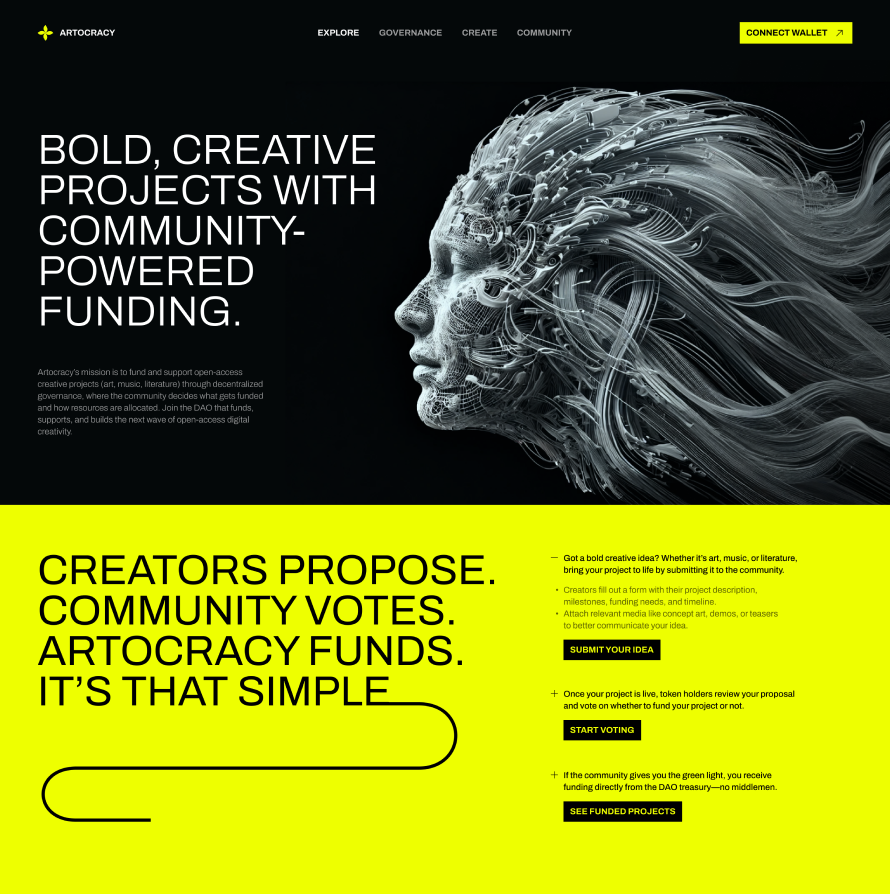 ARTOCRACY
EXPLORE
GOVERNANCE
CREATE
COMMUNITY
CONNECT WALLET
BOLD, CREATIVE
PROJECTS WITH
COMMUNITY-
POWERED
FUNDING.
Artocracy's mission is to fund and support open-access
creative projects (art, music, literature) through decentralized
governance, where the community decides what gets funded
and how resources are allocated. Join the DAO that funds,
supports, and builds the next wave of open-access digital
creativity.
CREATORS PROPOSE.
COMMUNITY VOTES.
ARTOCRACY FUNDS.
IT’S THAT SIMPLE
Got a bold creative idea? Whether it’s art, music, or literature,
bring your project to life by submitting it to the community.
• Creators fill out a form with their project description,
milestones, funding needs, and timeline.
• Attach relevant media like concept art, demos, or teasers
to better communicate your idea.
SUBMIT YOUR IDEA
Once your project is live, token holders review your proposal
and vote on whether to fund your project or not.
START VOTING
If the community gives you the green light, you receive
funding directly from the DAO treasury—no middlemen.
SEE FUNDED PROJECTS